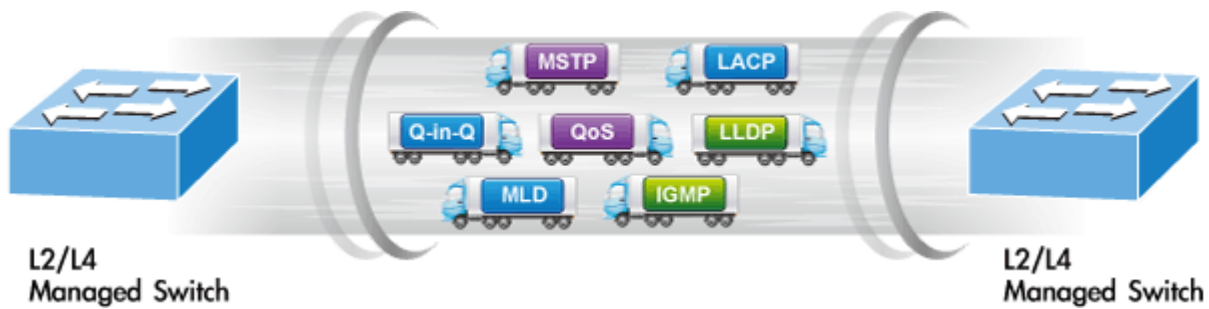 MSTP
LACP
Q-in-Q
QoS
LLDP
MLD
IGMP
L2/L4
Managed Switch
L2/L4
Managed Switch